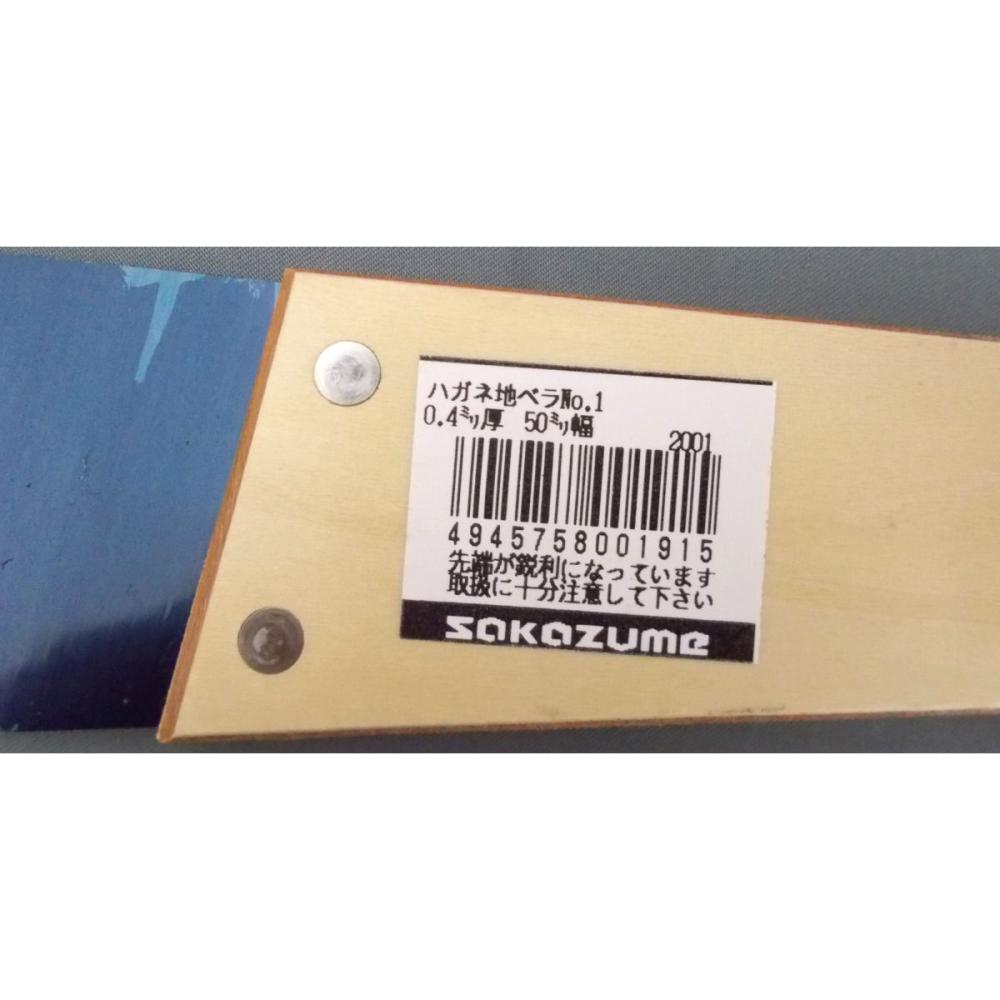 ハガネ地ベラNo.1
0.4㍉厚 50㍉幅
2001
4945758001915
先端が鋭利になっています
取扱に十分注意して下さい
sakazume